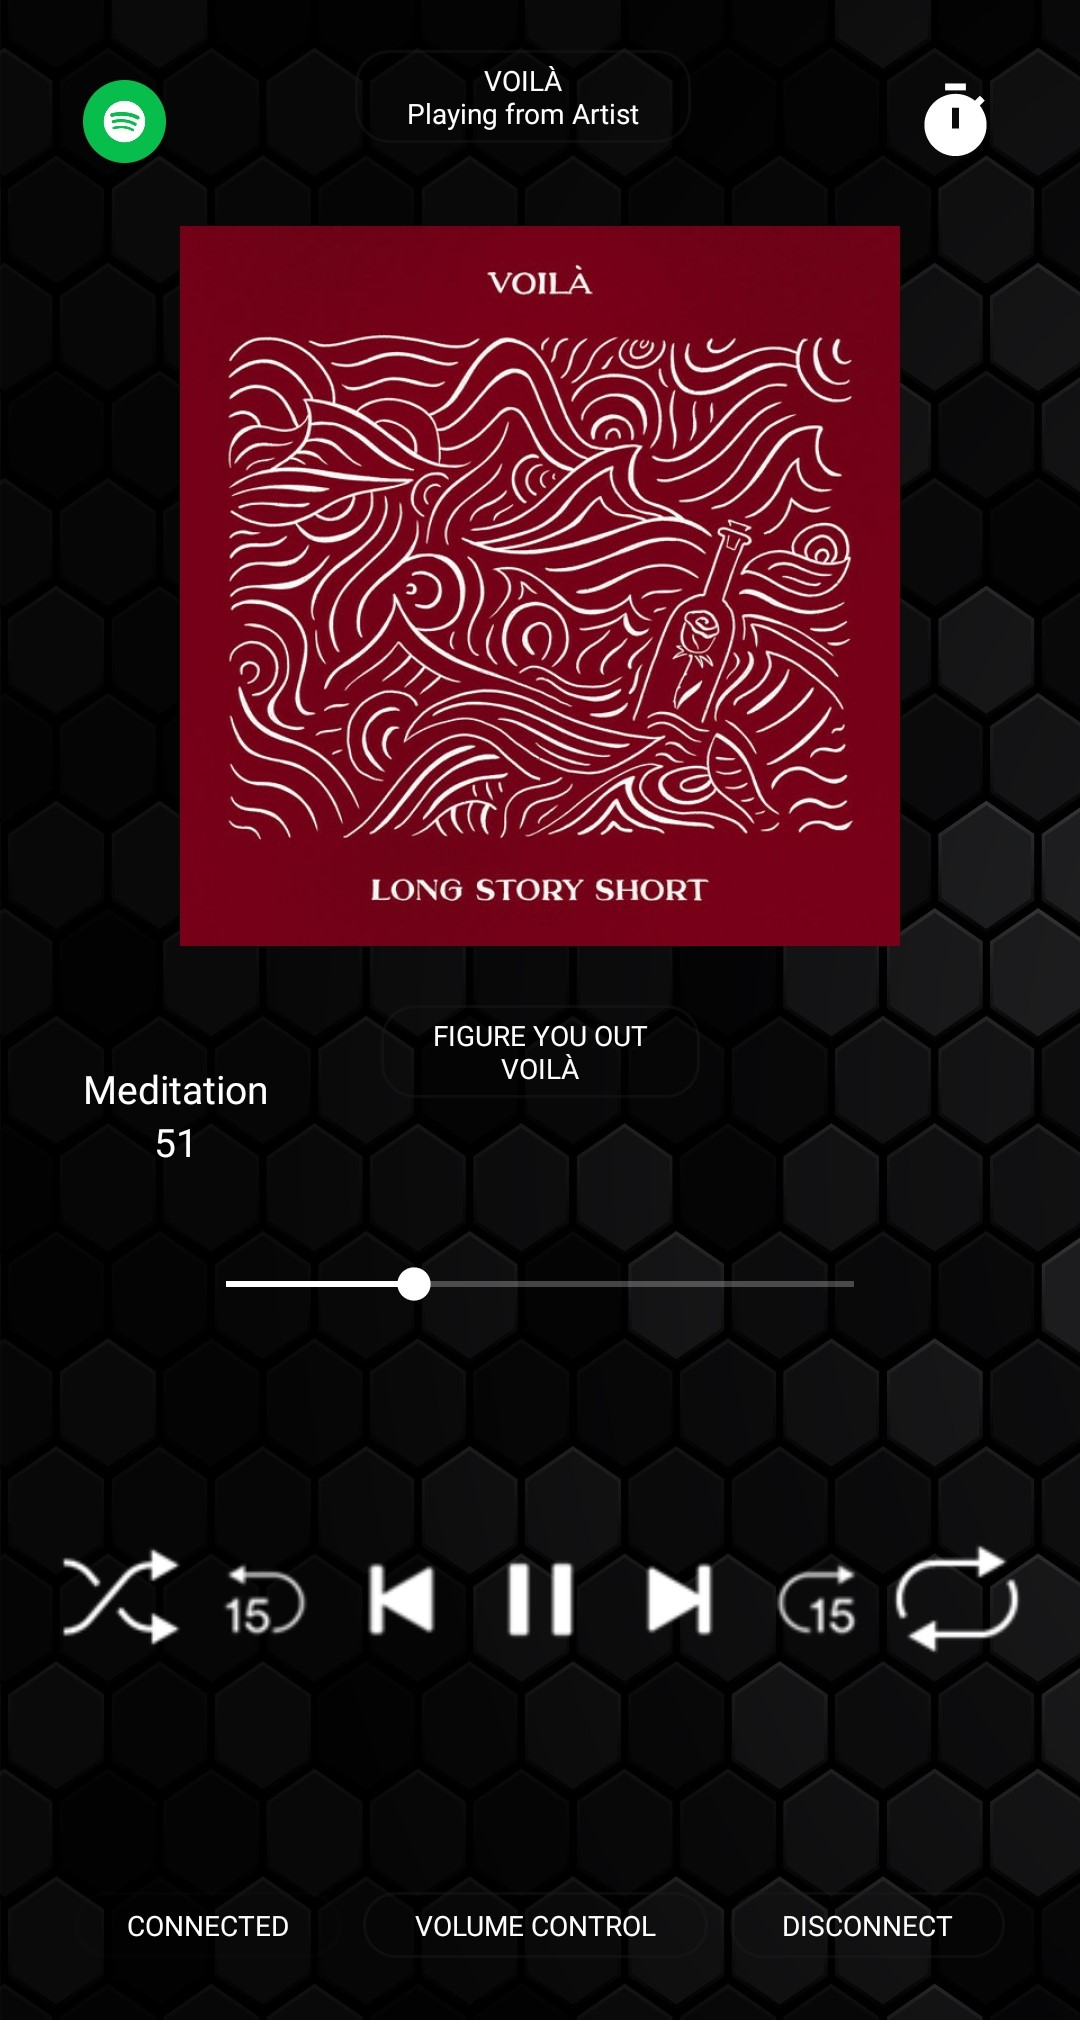 VOILÀ
Playing from Artist
VOILÀ
LONG STORY SHORT
FIGURE YOU OUT
VOILÀ
Meditation
51
15
15
CONNECTED
VOLUME CONTROL
DISCONNECT